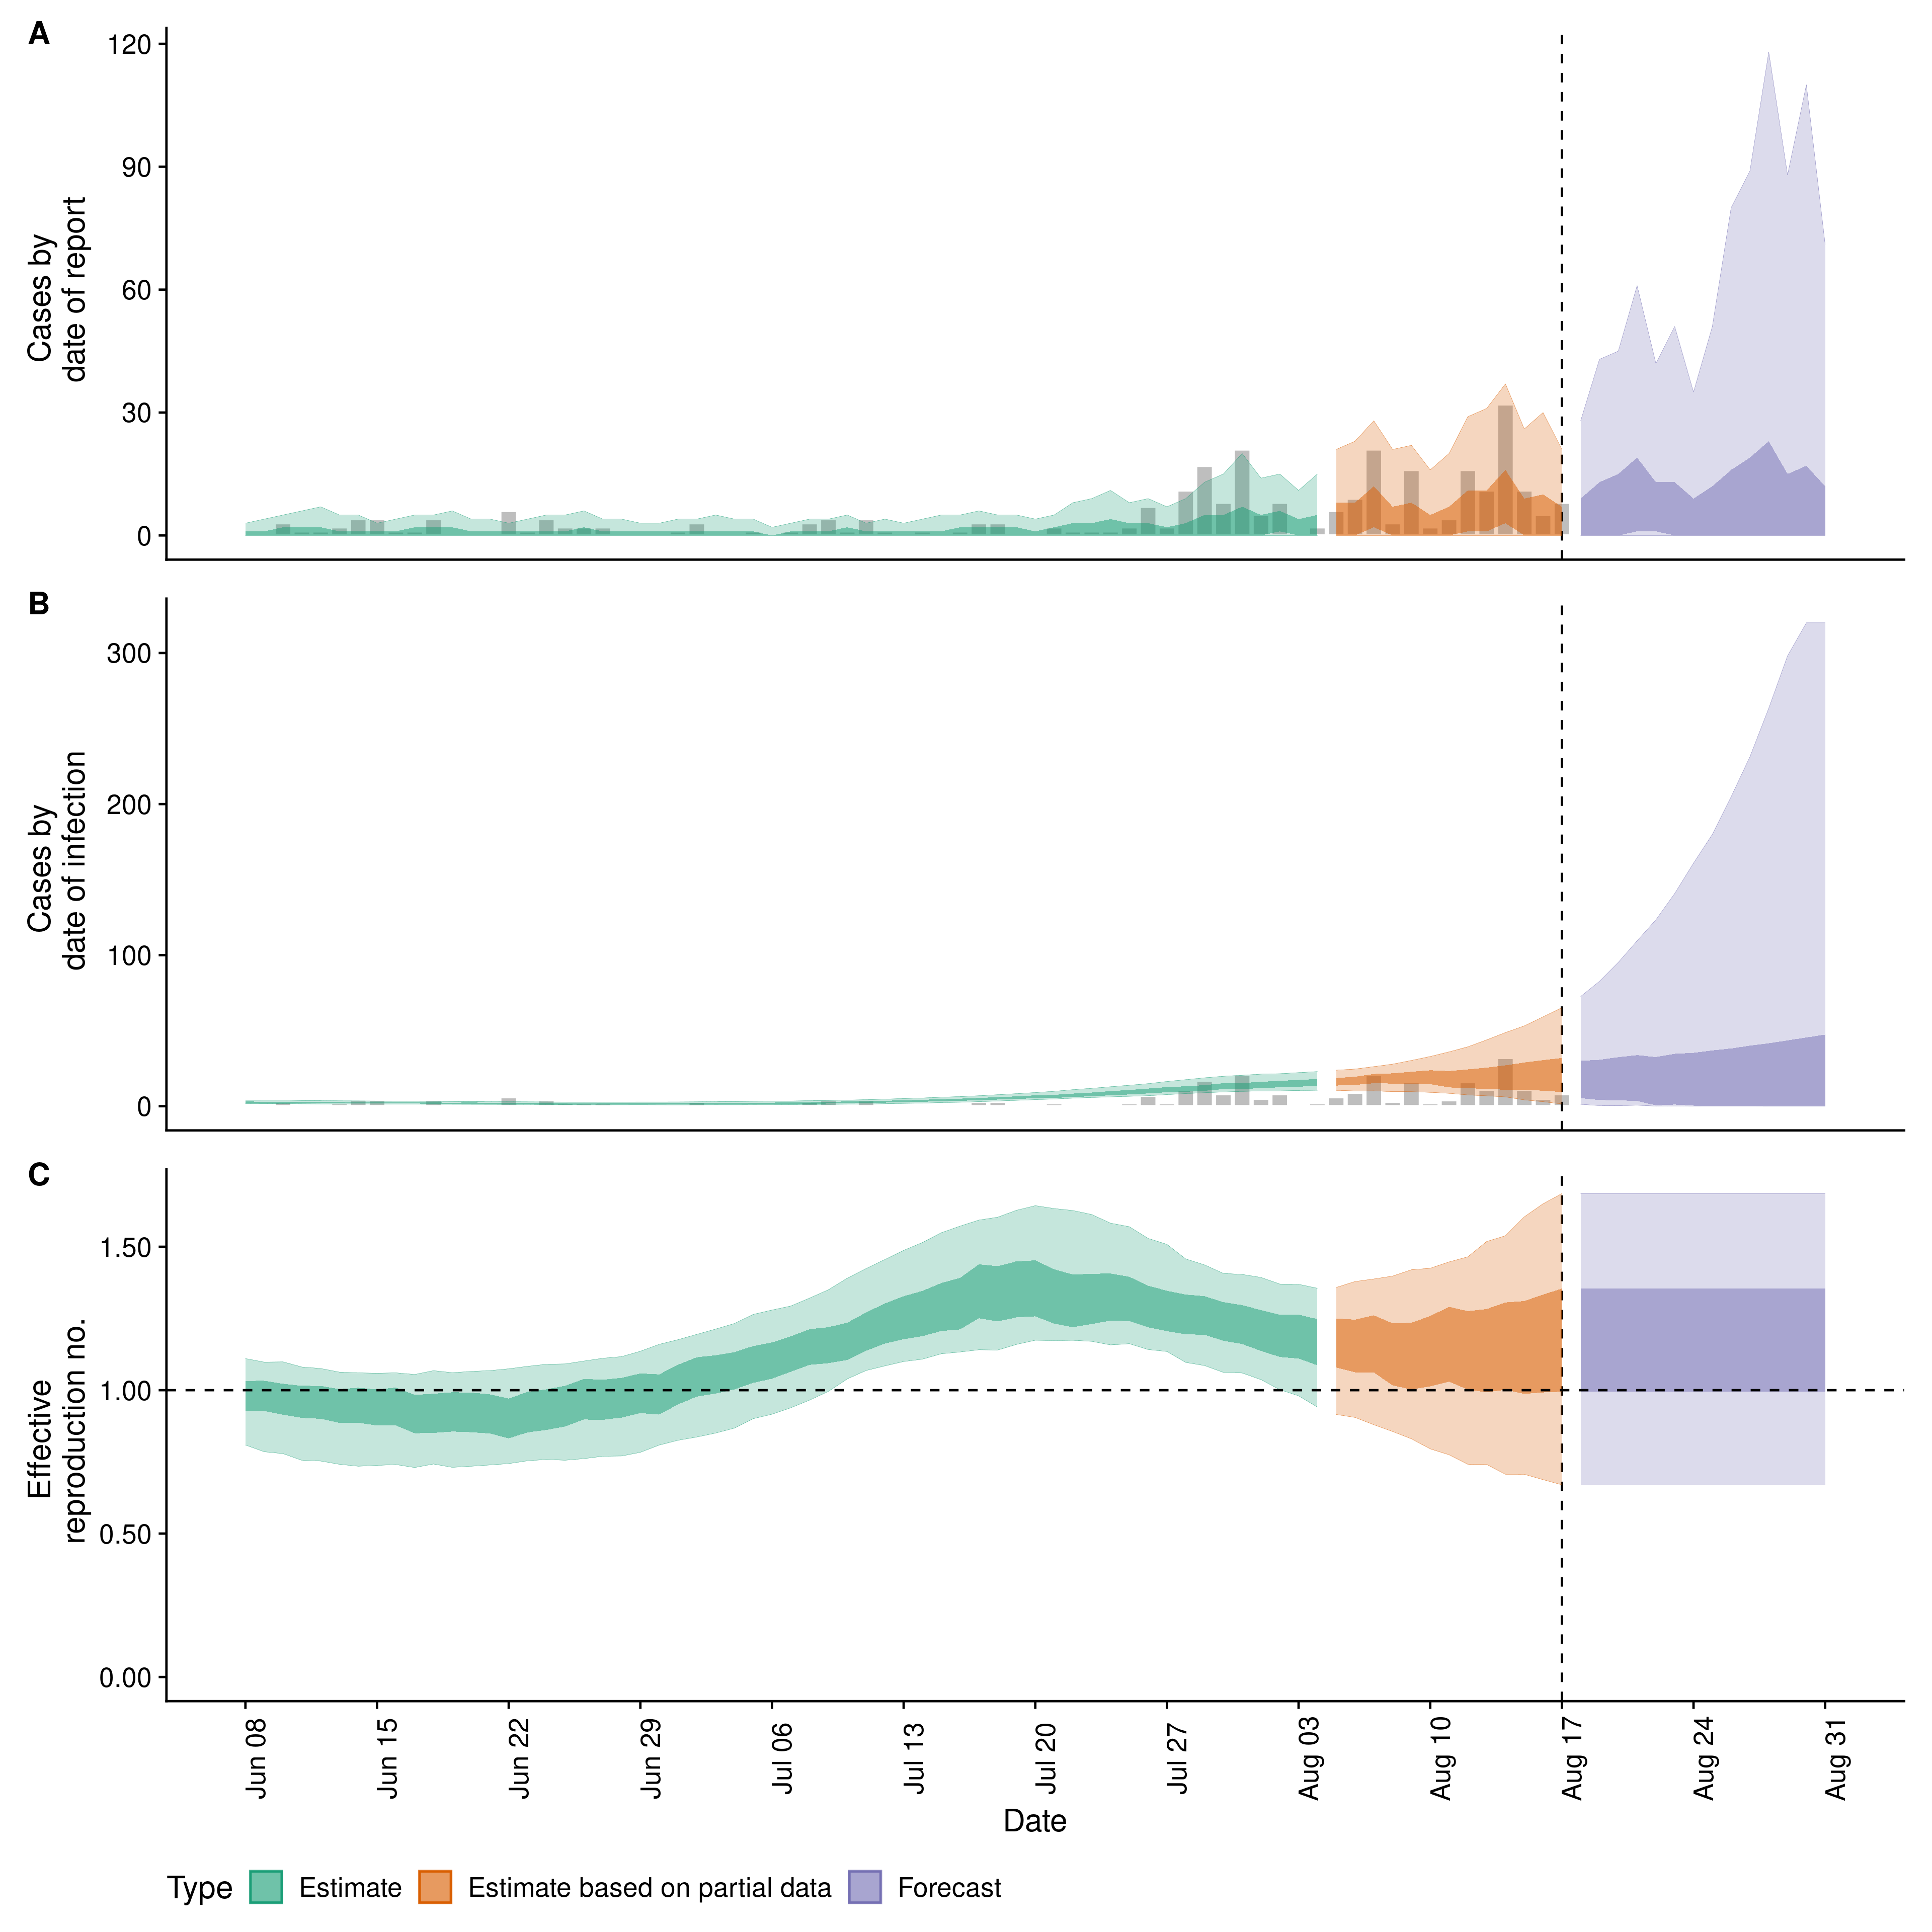 A
Cases by
date of report
120
90
60
30
0
B
Cases by
date of infection
300
200
100
0
C
Effective
reproduction no.
1.50
1.00
0.50
0.00
Jun 08
Jun 15
Jun 22
Jun 29
Jul 06
Jul 13
Jul 20
Jul 27
Aug 03
Aug 10
Aug 17
Aug 24
Aug 31
Date
Type Estimate Estimate based on partial data Forecast